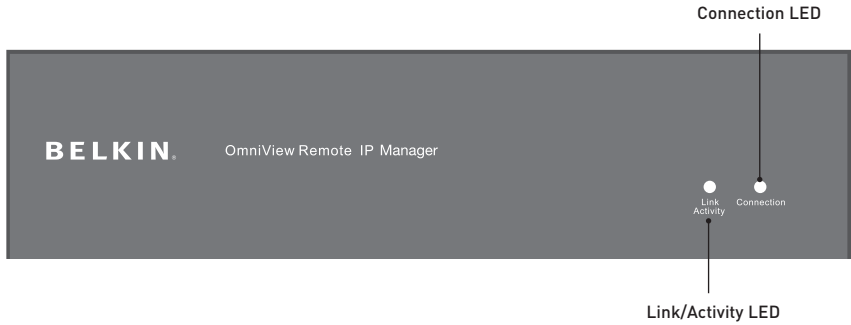 Connection LED
BELKIN® OmniView Remote IP Manager
Link
Activity
Connection
Link/Activity LED